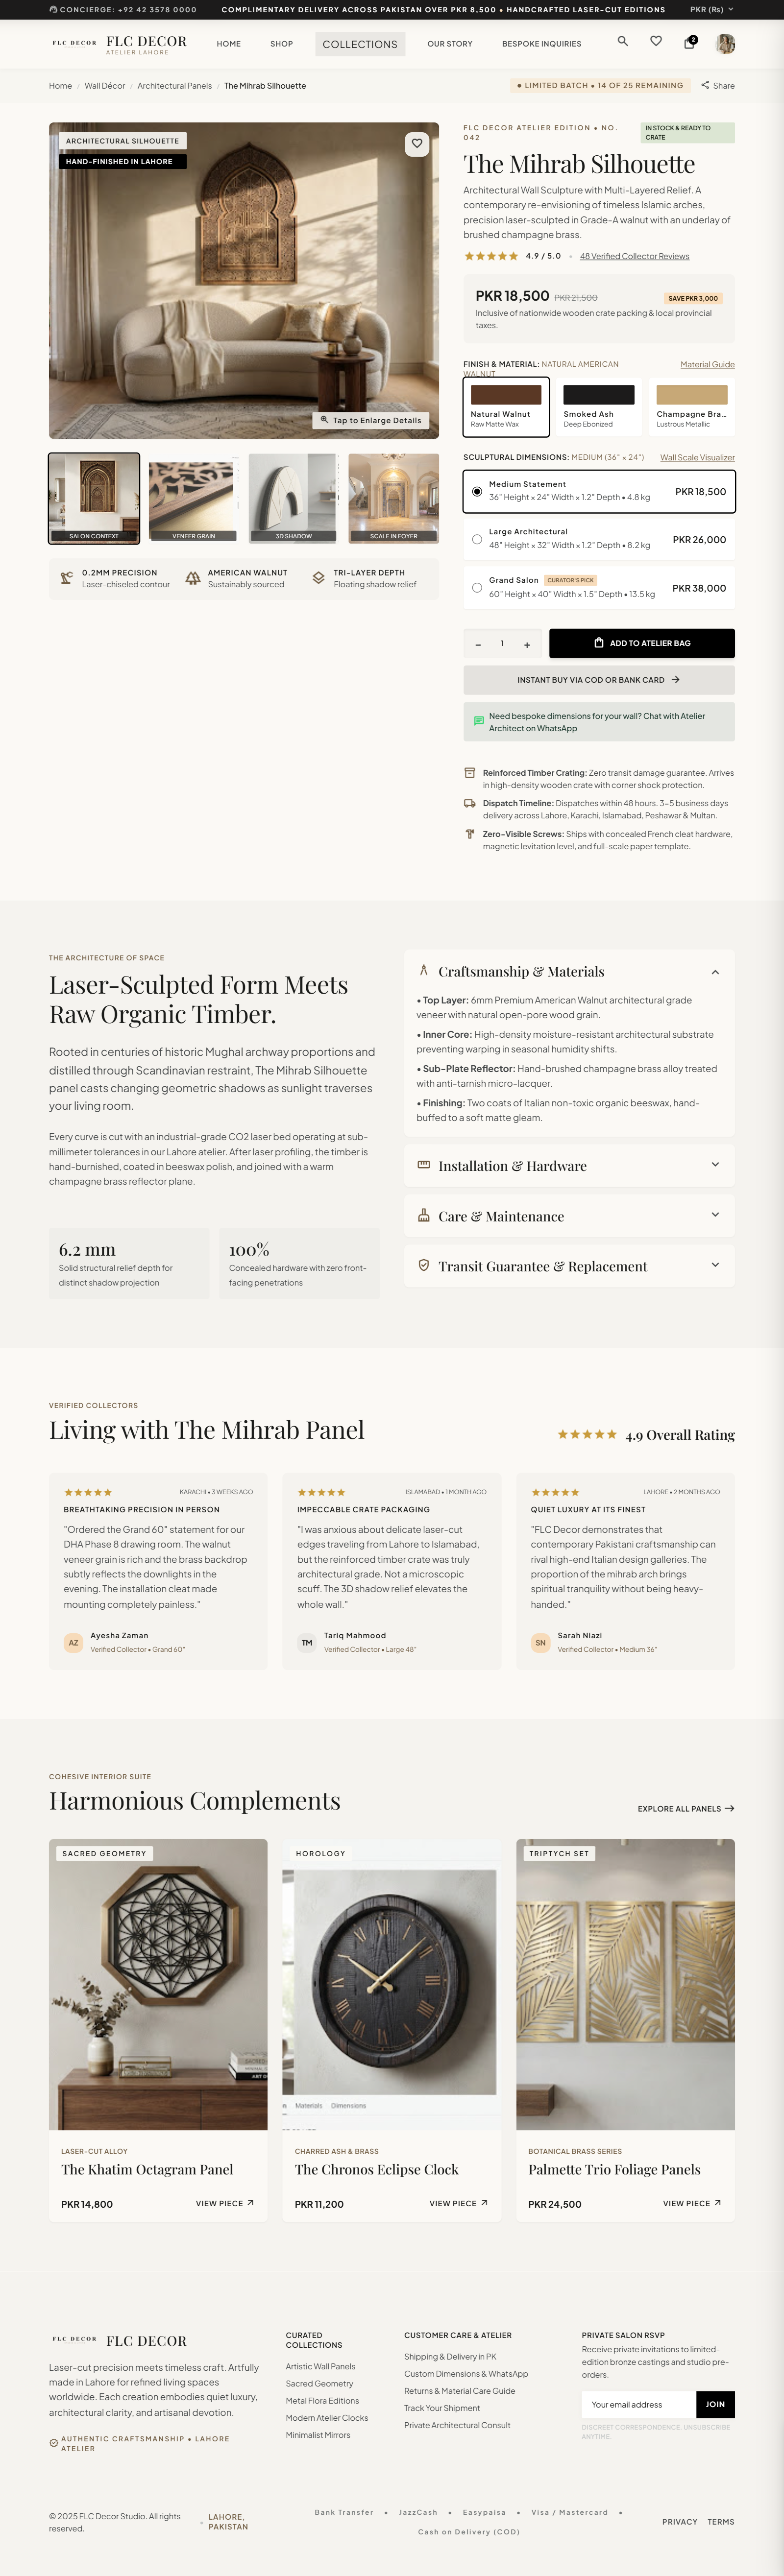 CONCIERGE: +92 42 3578 0000
COMPLIMENTARY DELIVERY ACROSS PAKISTAN OVER PKR 8,500 • HANDCRAFTED LASER-CUT EDITIONS
PKR (₨)
FLC DECOR
FLC DECOR
ATELIER LAHORE
HOME
SHOP
COLLECTIONS
OUR STORY
BESPOKE INQUIRIES
2
Home / Wall Décor / Architectural Panels / The Mihrab Silhouette
• LIMITED BATCH • 14 OF 25 REMAINING
Share
ARCHITECTURAL SILHOUETTE
HAND-FINISHED IN LAHORE
Tap to Enlarge Details
SALON CONTEXT
VENEER GRAIN
3D SHADOW
SCALE IN FOYER
0.2MM PRECISION
Laser-chiseled contour
AMERICAN WALNUT
Sustainably sourced
TRI-LAYER DEPTH
Floating shadow relief
FLC DECOR ATELIER EDITION • NO.
042
IN STOCK & READY TO
CRATE
The Mihrab Silhouette
Architectural Wall Sculpture with Multi-Layered Relief. A
contemporary re-envisioning of timeless Islamic arches,
precision laser-sculpted in Grade-A walnut with an underlay of
brushed champagne brass.
4.9 / 5.0 • 48 Verified Collector Reviews
PKR 18,500 PKR 21,500
SAVE PKR 3,000
Inclusive of nationwide wooden crate packing & local provincial
taxes.
FINISH & MATERIAL: NATURAL AMERICAN
WALNUT
Material Guide
Natural Walnut
Raw Matte Wax
Smoked Ash
Deep Ebonized
Champagne Bra...
Lustrous Metallic
SCULPTURAL DIMENSIONS: MEDIUM (36" × 24")
Wall Scale Visualizer
Medium Statement
36" Height × 24" Width × 1.2" Depth • 4.8 kg
PKR 18,500
Large Architectural
48" Height × 32" Width × 1.2" Depth • 8.2 kg
PKR 26,000
Grand Salon CURATOR'S PICK
60" Height × 40" Width × 1.5" Depth • 13.5 kg
PKR 38,000
− 1 +
ADD TO ATELIER BAG
INSTANT BUY VIA COD OR BANK CARD
Need bespoke dimensions for your wall? Chat with Atelier
Architect on WhatsApp
Reinforced Timber Crating: Zero transit damage guarantee. Arrives
in high-density wooden crate with corner shock protection.
Dispatch Timeline: Dispatches within 48 hours. 3–5 business days
delivery across Lahore, Karachi, Islamabad, Peshawar & Multan.
Zero-Visible Screws: Ships with concealed French cleat hardware,
magnetic levitation level, and full-scale paper template.
THE ARCHITECTURE OF SPACE
Laser-Sculpted Form Meets
Raw Organic Timber.
Rooted in centuries of historic Mughal archway proportions and
distilled through Scandinavian restraint, The Mihrab Silhouette
panel casts changing geometric shadows as sunlight traverses
your living room.
Every curve is cut with an industrial-grade CO2 laser bed operating at sub-
millimeter tolerances in our Lahore atelier. After laser profiling, the timber is
hand-burnished, coated in beeswax polish, and joined with a warm
champagne brass reflector plane.
6.2 mm
Solid structural relief depth for
distinct shadow projection
100%
Concealed hardware with zero front-
facing penetrations
Craftsmanship & Materials
• Top Layer: 6mm Premium American Walnut architectural grade
veneer with natural open-pore wood grain.
• Inner Core: High-density moisture-resistant architectural substrate
preventing warping in seasonal humidity shifts.
• Sub-Plate Reflector: Hand-brushed champagne brass alloy treated
with anti-tarnish micro-lacquer.
• Finishing: Two coats of Italian non-toxic organic beeswax, hand-
buffed to a soft matte gleam.
Installation & Hardware
Care & Maintenance
Transit Guarantee & Replacement
VERIFIED COLLECTORS
Living with The Mihrab Panel
4.9 Overall Rating
KARACHI • 3 WEEKS AGO
BREATHTAKING PRECISION IN PERSON
"Ordered the Grand 60" statement for our
DHA Phase 8 drawing room. The walnut
veneer grain is rich and the brass backdrop
subtly reflects the downlights in the
evening. The installation cleat made
mounting completely painless."
AZ
Ayesha Zaman
Verified Collector • Grand 60"
ISLAMABAD • 1 MONTH AGO
IMPECCABLE CRATE PACKAGING
"I was anxious about delicate laser-cut
edges traveling from Lahore to Islamabad,
but the reinforced timber crate was truly
architectural grade. Not a microscopic
scuff. The 3D shadow relief elevates the
whole wall."
TM
Tariq Mahmood
Verified Collector • Large 48"
LAHORE • 2 MONTHS AGO
QUIET LUXURY AT ITS FINEST
"FLC Decor demonstrates that
contemporary Pakistani craftsmanship can
rival high-end Italian design galleries. The
proportion of the mihrab arch brings
spiritual tranquility without being heavy-
handed."
SN
Sarah Niazi
Verified Collector • Medium 36"
COHESIVE INTERIOR SUITE
Harmonious Complements
EXPLORE ALL PANELS
SACRED GEOMETRY
LASER-CUT ALLOY
The Khatim Octagram Panel
PKR 14,800
VIEW PIECE
HOROLOGY
Materials Dimensions
CHARRED ASH & BRASS
The Chronos Eclipse Clock
PKR 11,200
VIEW PIECE
TRIPTYCH SET
BOTANICAL BRASS SERIES
Palmette Trio Foliage Panels
PKR 24,500
VIEW PIECE
FLC DECOR
FLC DECOR
Laser-cut precision meets timeless craft. Artfully
made in Lahore for refined living spaces
worldwide. Each creation embodies quiet luxury,
architectural clarity, and artisanal devotion.
AUTHENTIC CRAFTSMANSHIP • LAHORE
ATELIER
CURATED
COLLECTIONS
Artistic Wall Panels
Sacred Geometry
Metal Flora Editions
Modern Atelier Clocks
Minimalist Mirrors
CUSTOMER CARE & ATELIER
Shipping & Delivery in PK
Custom Dimensions & WhatsApp
Returns & Material Care Guide
Track Your Shipment
Private Architectural Consult
PRIVATE SALON RSVP
Receive private invitations to limited-
edition bronze castings and studio pre-
orders.
Your email address
JOIN
DISCREET CORRESPONDENCE. UNSUBSCRIBE
ANYTIME.
© 2025 FLC Decor Studio. All rights
reserved.
• LAHORE,
PAKISTAN
Bank Transfer • JazzCash • Easypaisa • Visa / Mastercard •
Cash on Delivery (COD)
PRIVACY
TERMS